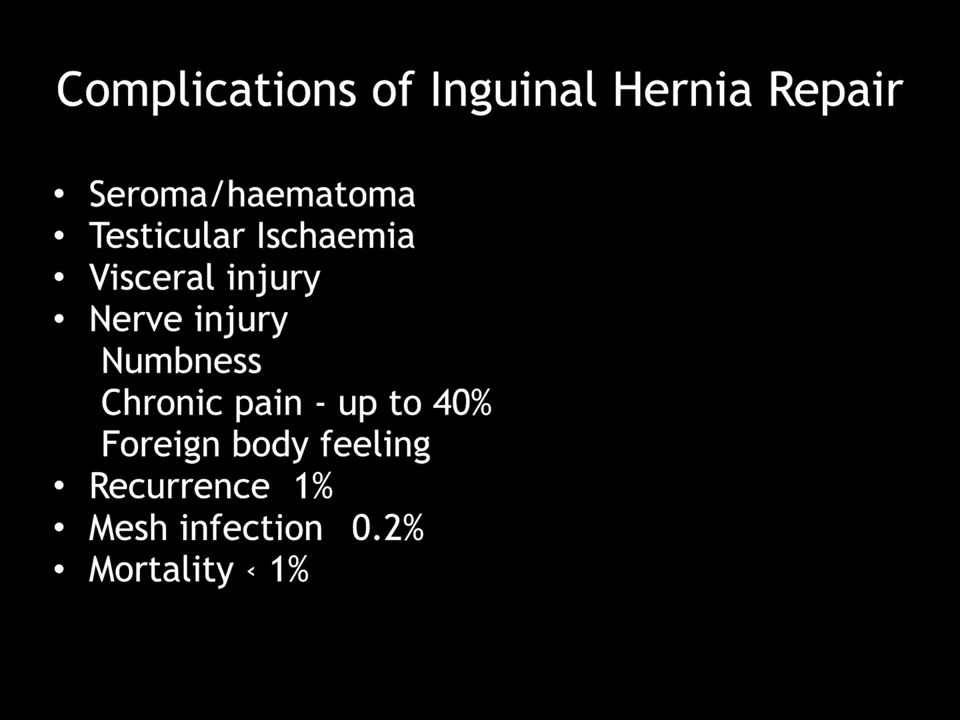 Complications of Inguinal Hernia Repair
• Seroma/haematoma
• Testicular Ischaemia
• Visceral injury
• Nerve injury
Numbness
Chronic pain - up to 40%
Foreign body feeling
• Recurrence 1%
• Mesh infection 0.2%
• Mortality < 1%